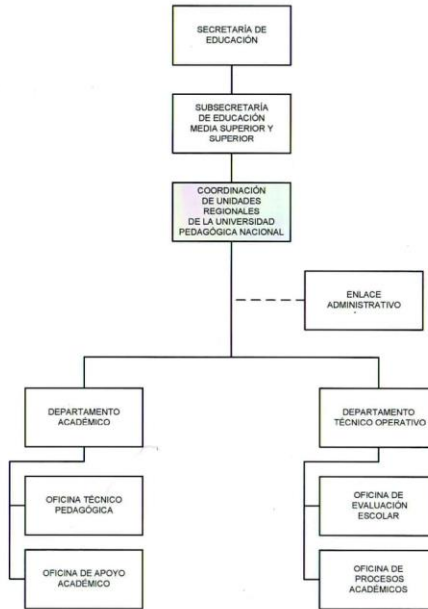 SECRETARÍA DE
EDUCACIÓN
SUBSECRETARÍA
DE EDUCACIÓN
MEDIA SUPERIOR Y
SUPERIOR
COORDINACIÓN
DE UNIDADES
REGIONALES
DE LA UNIVERSIDAD
PEDAGÓGICA NACIONAL
ENLACE
ADMINISTRATIVO
DEPARTAMENTO
ACADÉMICO
DEPARTAMENTO
TÉCNICO OPERATIVO
OFICINA TÉCNICO
PEDAGÓGICA
OFICINA DE
EVALUACIÓN
ESCOLAR
OFICINA DE APOYO
ACADÉMICO
OFICINA DE
PROCESOS
ACADÉMICOS